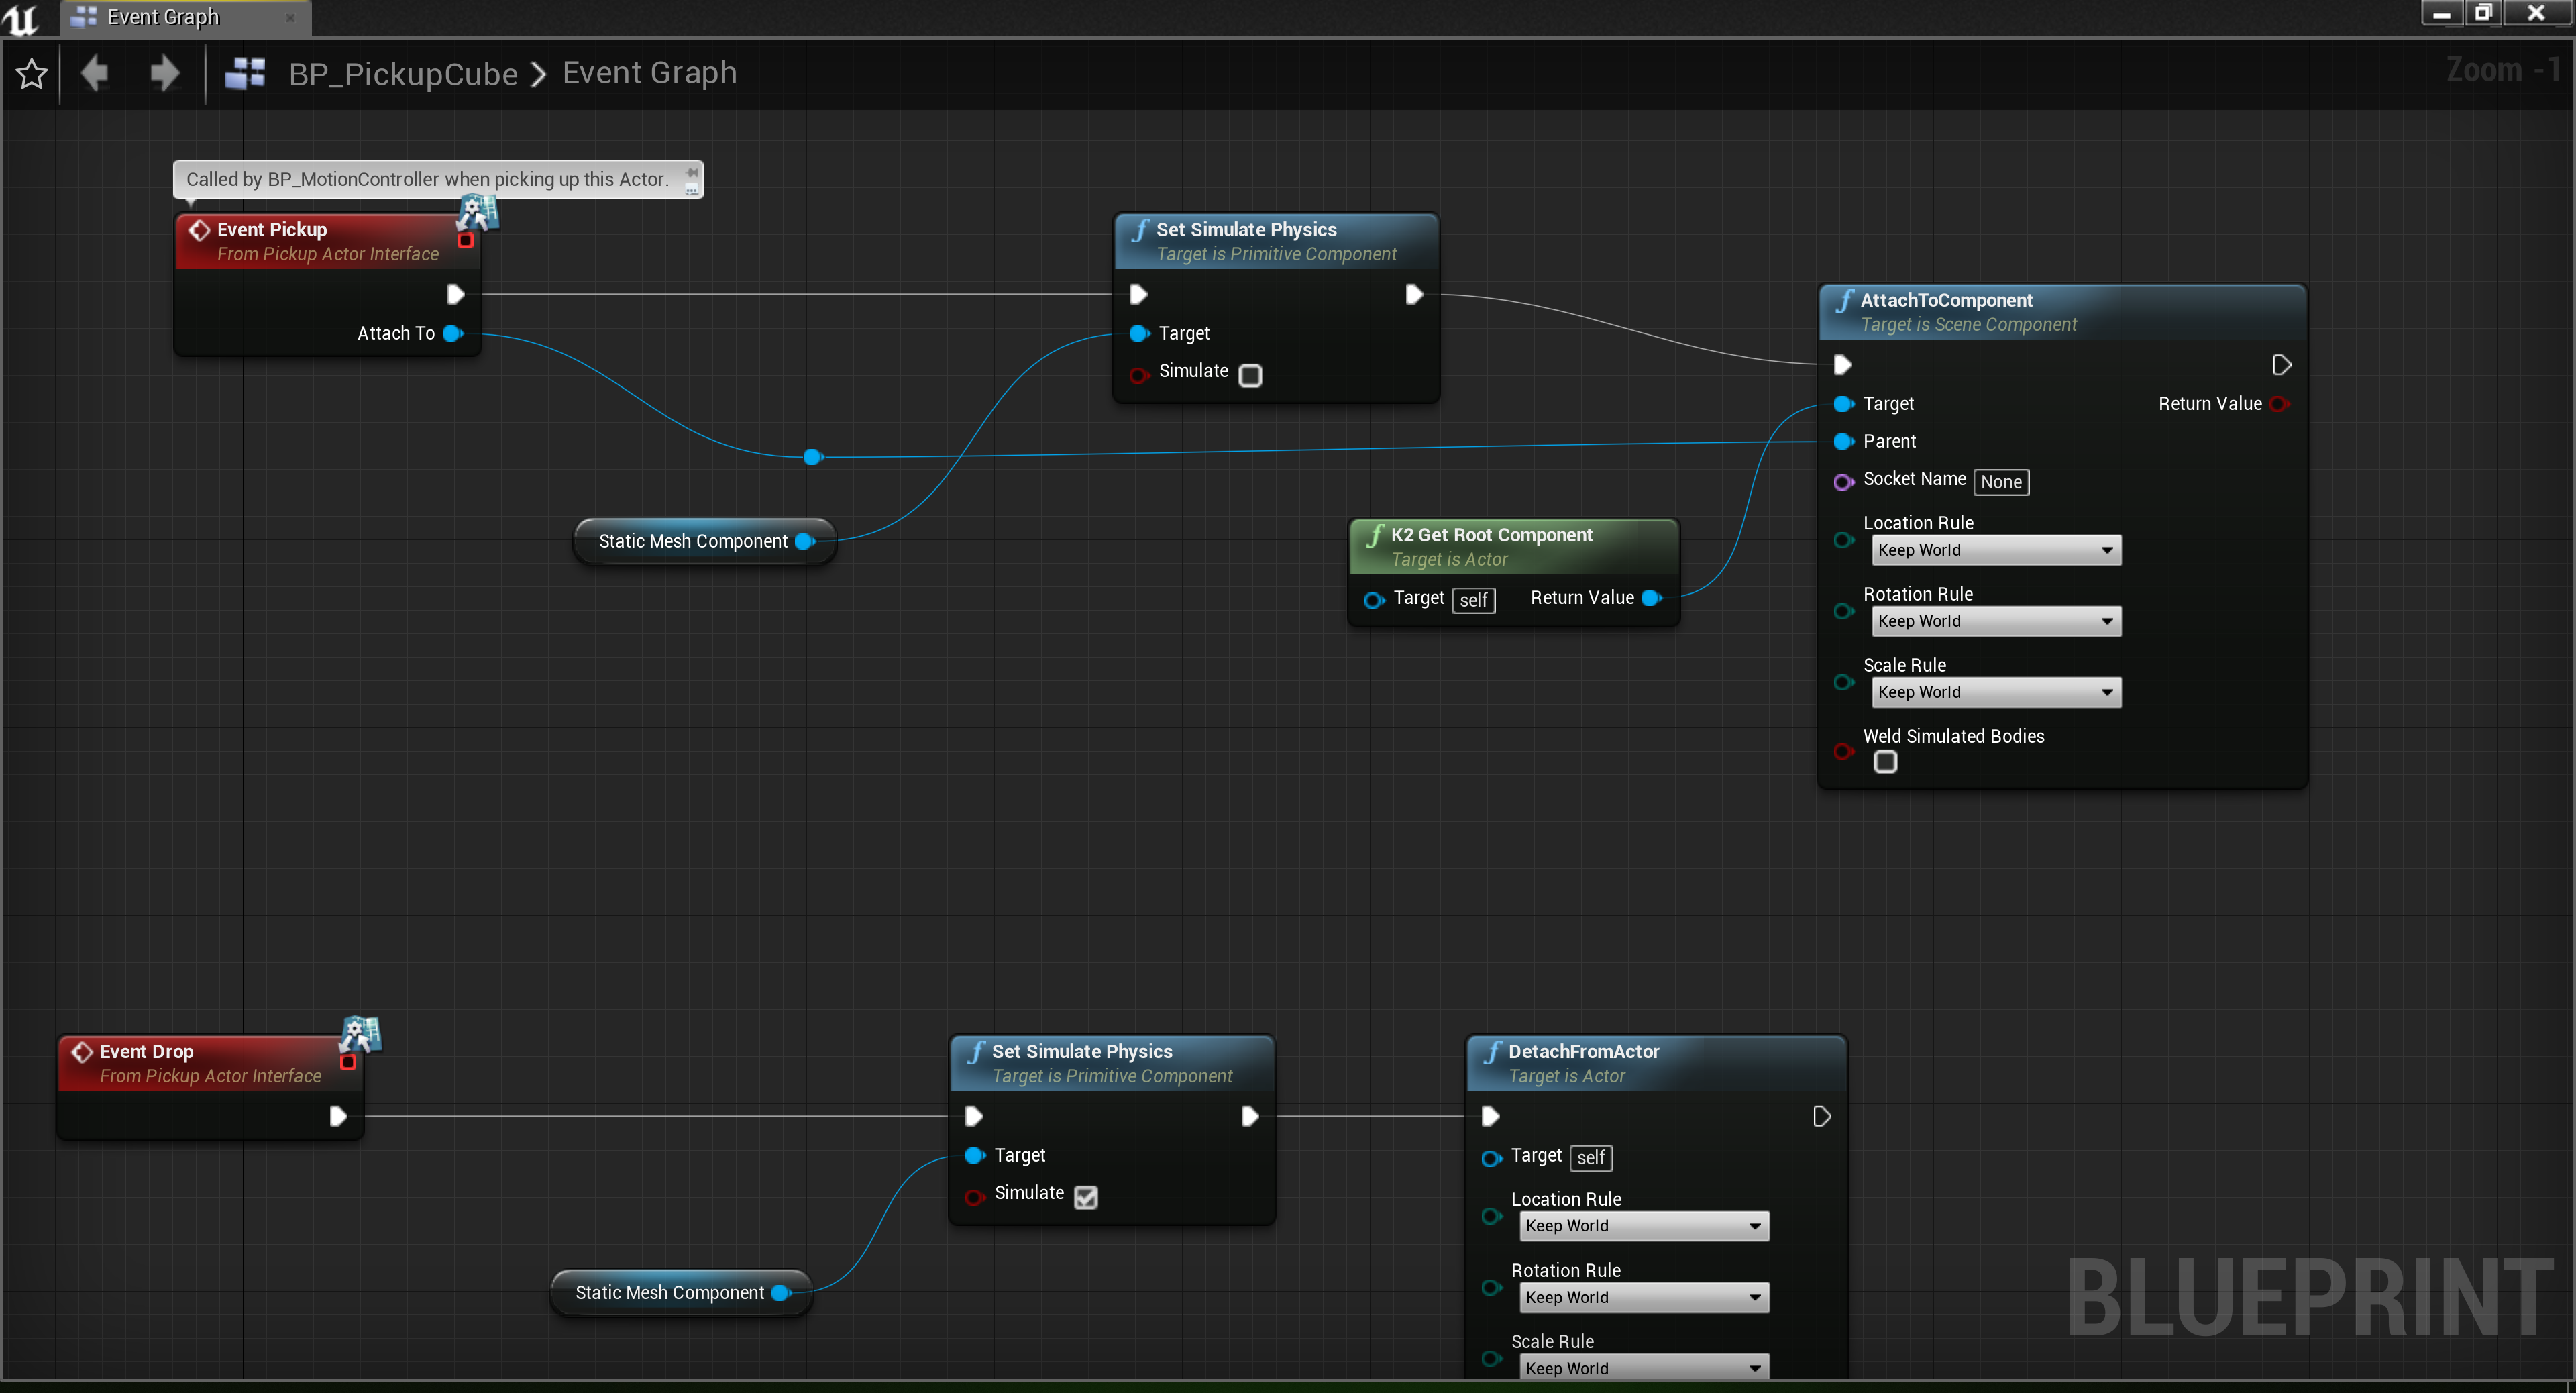 Event Graph
BP_PickupCube > Event Graph
Zoom -1
Called by BP_MotionController when picking up this Actor.
Event Pickup
From Pickup Actor Interface
Attach To
Set Simulate Physics
Target is Primitive Component
Target
Simulate
Static Mesh Component
K2 Get Root Component
Target is Actor
Target self
Return Value
AttachToComponent
Target is Scene Component
Target
Return Value
Parent
Socket Name None
Location Rule
Keep World
Rotation Rule
Keep World
Scale Rule
Keep World
Weld Simulated Bodies
Event Drop
From Pickup Actor Interface
Set Simulate Physics
Target is Primitive Component
Target
Simulate
Static Mesh Component
DetachFromActor
Target is Actor
Target self
Location Rule
Keep World
Rotation Rule
Keep World
Scale Rule
Keep World
BLUEPRINT